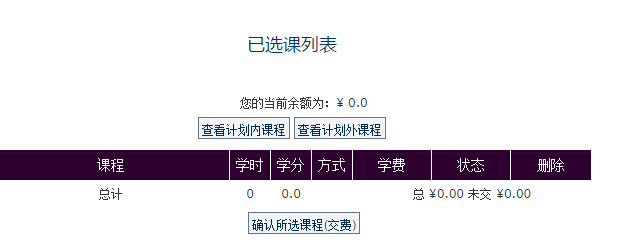 已选课列表
您的当前余额为：¥ 0.0
查看计划内课程 查看计划外课程
课程 学时 学分 方式 学费 状态 删除
总计 0 0.0 总 ¥0.00 未交 ¥0.00
确认所选课程(交费)